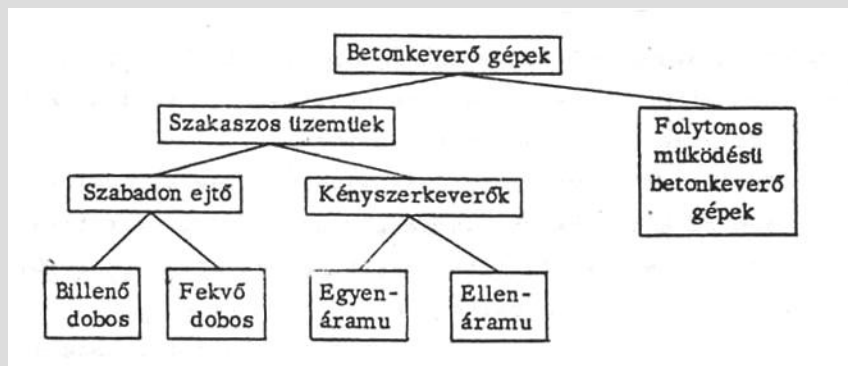 Betonkeverő gépek
Szakaszos üzemüek
Folytonos
müködésü
betonkeverő
gépek
Szabadon ejtő
Kényszerkeverők
Billenő
dobos
Fekvő
dobos
Egyen-
áramu
Ellen-
áramu